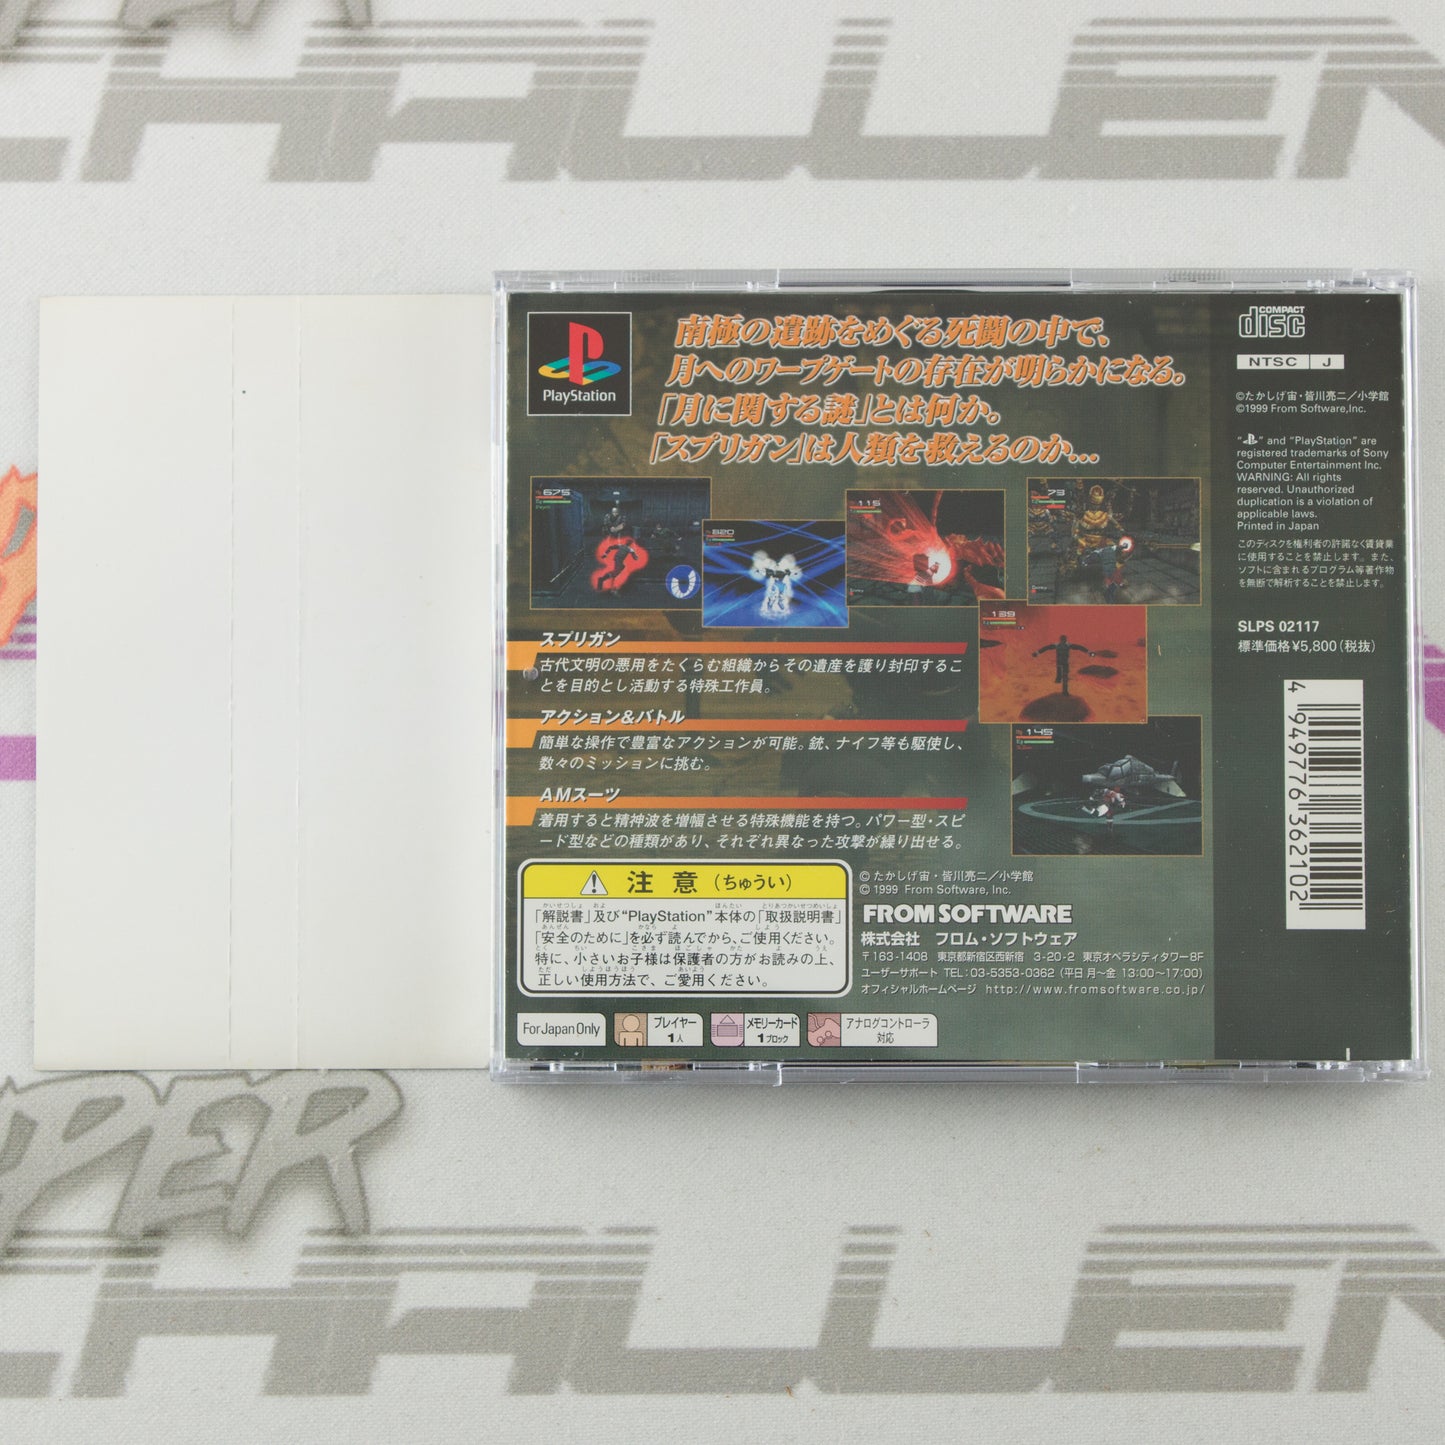 PlayStation
南極の遺跡をめぐる死闘の中で、
月へのワープゲートの存在が明らかになる。
「月に関する謎」とは何か。
「スプリガン」は人類を救えるのか…
675
820
115
73
139
145
スプリガン
古代文明の悪用をたくらむ組織からその遺産を護り封印するこ
とを目的とし活動する特殊工作員。
アクション&バトル
簡単な操作で豊富なアクションが可能。銃、ナイフ等も駆使し、
数々のミッションに挑む。
AMスーツ
着用すると精神波を増幅させる特殊機能を持つ。パワー型・スピ
ード型などの種類があり、それぞれ異なった攻撃が繰り出せる。
注意(ちゅうい)
「解説書」及び“PlayStation”本体の「取扱説明書」
「安全のために」を必ず読んでから、ご使用ください。
特に、小さいお子様は保護者の方がお読みの上、
正しい使用方法で、ご愛用ください。
©たかしげ宙・皆川亮二/小学館
©1999 From Software, Inc.
FROM SOFTWARE
株式会社 フロム・ソフトウェア
〒163-1408 東京都新宿区西新宿 3-20-2 東京オペラシティタワー8F
ユーザーサポート TEL:03-5353-0362(平日 月〜金 13:00〜17:00)
オフィシャルホームページ http://www.fromsoftware.co.jp/
For Japan Only
プレイヤー
1人
メモリーカード
1ブロック
アナログコントローラ
対応
COMPACT
disc
NTSC J
©たかしげ宙・皆川亮二/小学館
©1999 From Software,Inc.
“ ” and “PlayStation” are
registered trademarks of Sony
Computer Entertainment Inc.
WARNING: All rights
reserved. Unauthorized
duplication is a violation of
applicable laws.
Printed in Japan
このディスクを権利者の許諾なく賃貸業
に使用することを禁止します。また、
ソフトに含まれるプログラム等著作物
を無断で解析することを禁止します。
SLPS 02117
標準価格¥5,800(税抜)
4 949776 362102